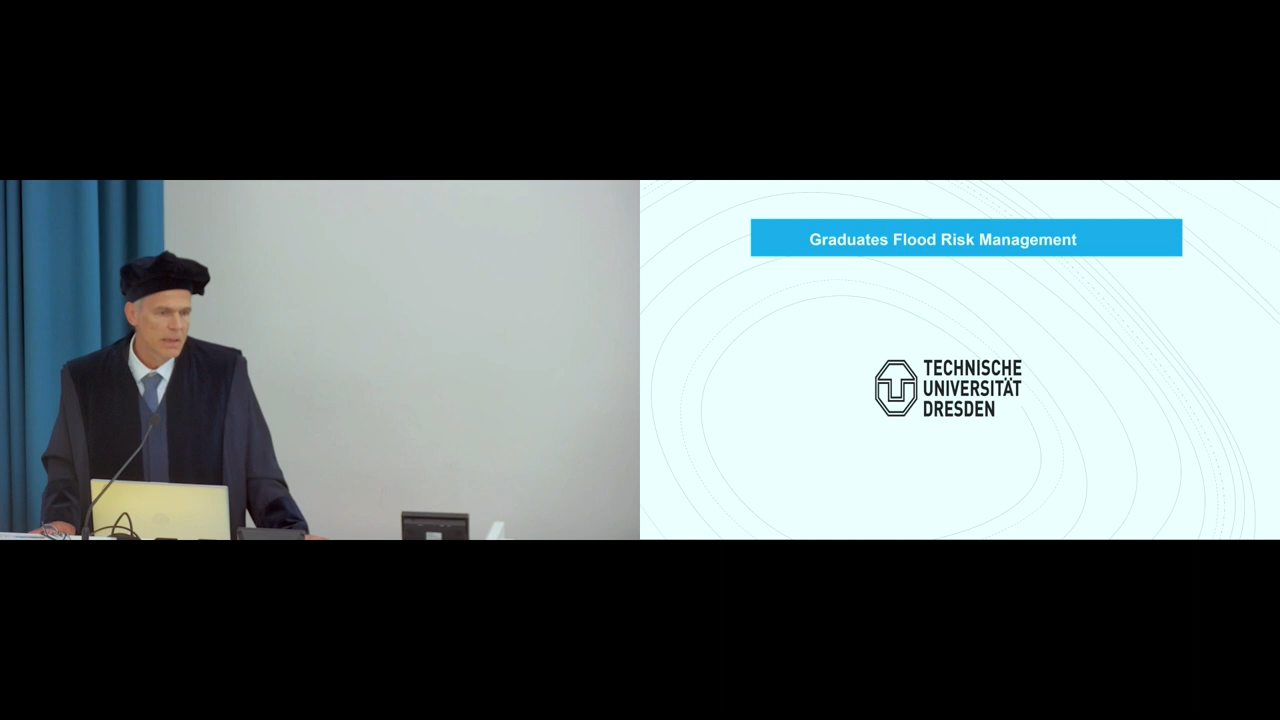 Graduates Flood Risk Management
TECHNISCHE
UNIVERSITÄT
DRESDEN